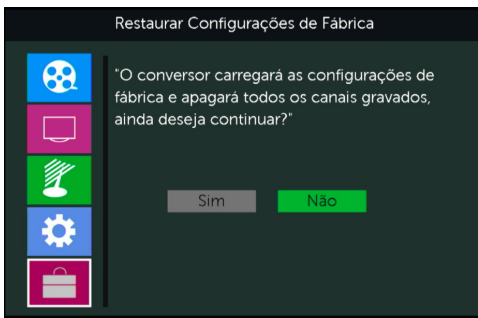 Restaurar Configurações de Fábrica
"O conversor carregará as configurações de
fábrica e apagará todos os canais gravados,
ainda deseja continuar?"
Sim Não